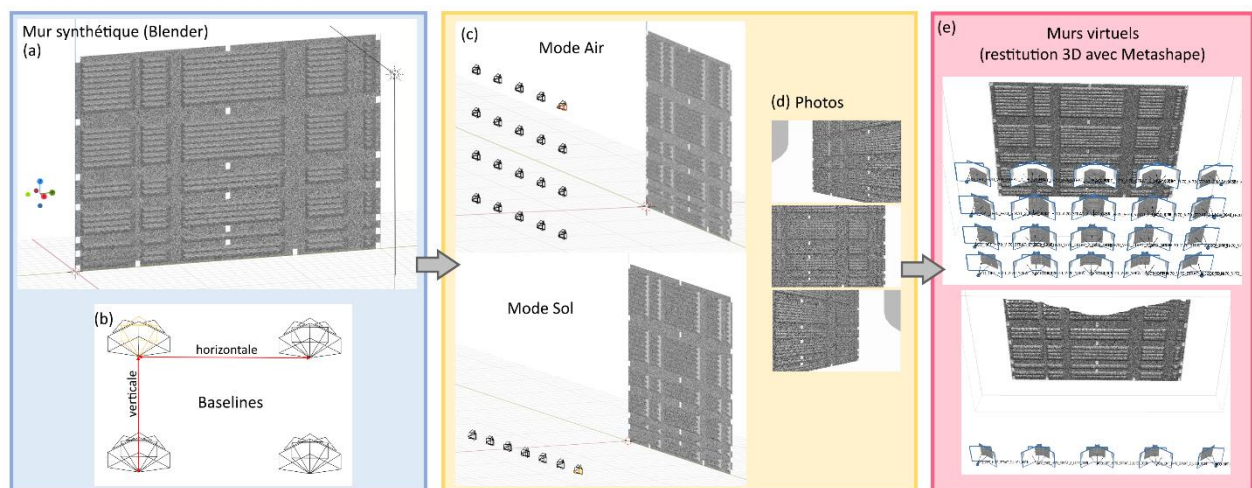 Mur synthétique (Blender)
(a)
(b)
horizontale
verticale
Baselines
(c)
Mode Air
Mode Sol
(d) Photos
(e)
Murs virtuels
(restitution 3D avec Metashape)